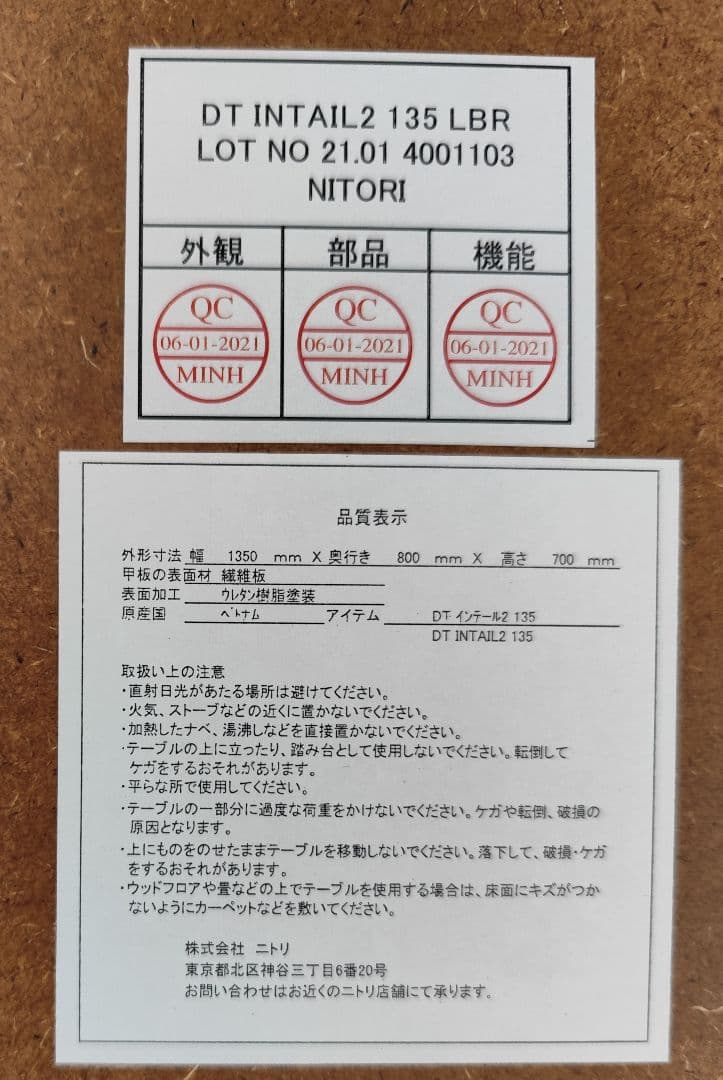 DT INTAIL2 135 LBR
LOT NO 21.01 4001103
NITORI
外観 部品 機能
QC QC QC
06-01-2021 06-01-2021 06-01-2021
MINH MINH MINH
品質表示
外形寸法 幅 1350 mm X 奥行き 800 mm X 高さ 700 mm
甲板の表面材 繊維板
表面加工 ウレタン樹脂塗装
原産国 ベトナム アイテム DT インテール2 135
DT INTAIL2 135
取扱い上の注意
・直射日光があたる場所は避けてください。
・火気、ストーブなどの近くに置かないでください。
・加熱したナベ、湯沸しなどを直接置かないでください。
・テーブルの上に立ったり、踏み台として使用しないでください。転倒して
ケガをするおそれがあります。
・平らな所で使用してください。
・テーブルの一部分に過度な荷重をかけないでください。ケガや転倒、破損の
原因となります。
・上にものをのせたままテーブルを移動しないでください。落下して、破損・ケガ
をするおそれがあります。
・ウッドフロアや畳などの上でテーブルを使用する場合は、床面にキズがつか
ないようにカーペットなどを敷いてください。
株式会社 ニトリ
東京都北区神谷三丁目6番20号
お問い合わせはお近くのニトリ店舗にて承ります。